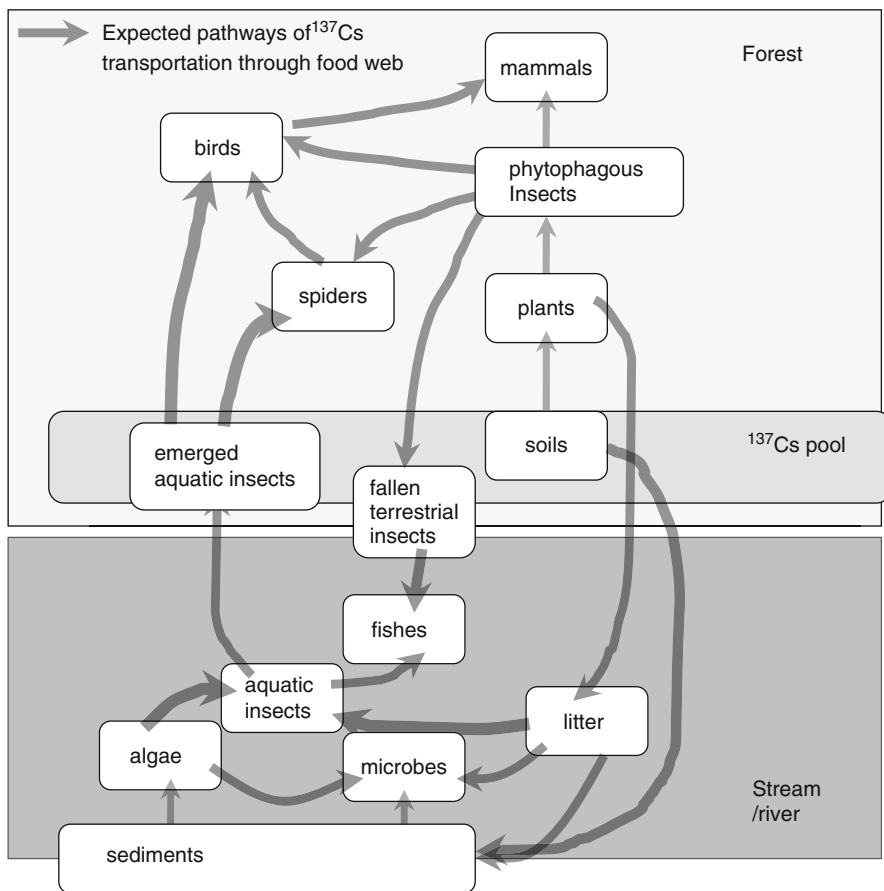 Expected pathways of ¹³⁷Cs
transportation through food web
Forest
mammals
birds
phytophagous
Insects
spiders
plants
soils
¹³⁷Cs pool
emerged
aquatic insects
fallen
terrestrial
insects
fishes
aquatic
insects
litter
algae
microbes
Stream
/river
sediments